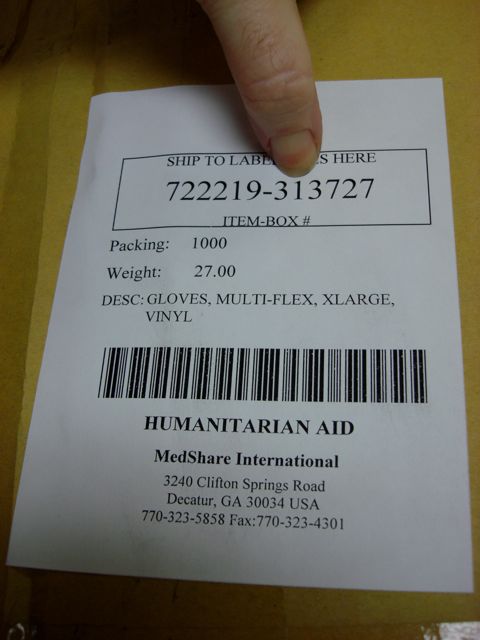 SHIP TO LABEL HERE
722219-313727
ITEM-BOX #
Packing: 1000
Weight: 27.00
DESC: GLOVES, MULTI-FLEX, XLARGE,
VINYL
HUMANITARIAN AID
MedShare International
3240 Clifton Springs Road
Decatur, GA 30034 USA
770-323-5858 Fax:770-323-4301